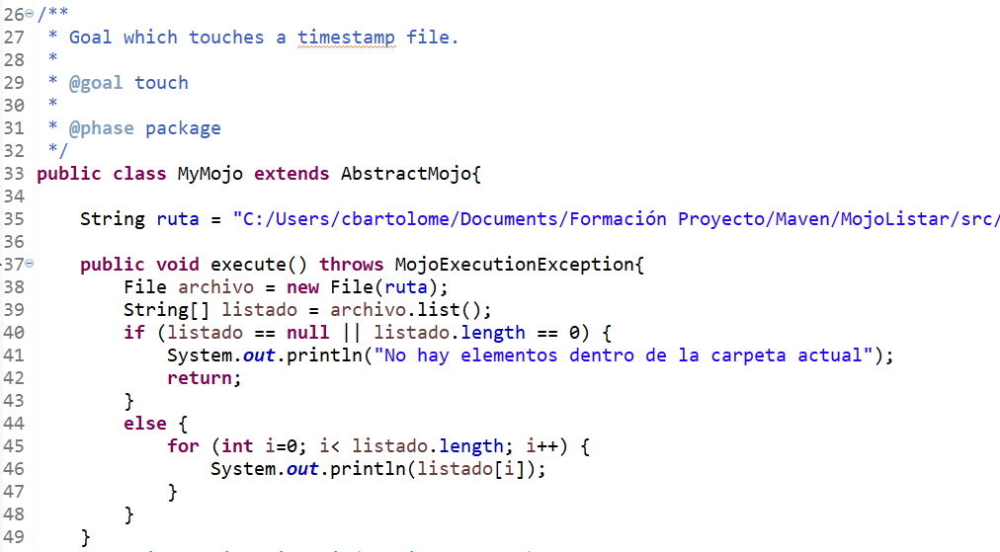 26 /**
27  * Goal which touches a timestamp file.
28  *
29  * @goal touch
30  *
31  * @phase package
32  */
33 public class MyMojo extends AbstractMojo{
34
35     String ruta = "C:/Users/cbartolome/Documents/Formación Proyecto/Maven/MojoListar/src/
36
37     public void execute() throws MojoExecutionException{
38         File archivo = new File(ruta);
39         String[] listado = archivo.list();
40         if (listado == null || listado.length == 0) {
41             System.out.println("No hay elementos dentro de la carpeta actual");
42             return;
43         }
44         else {
45             for (int i=0; i< listado.length; i++) {
46                 System.out.println(listado[i]);
47             }
48         }
49     }